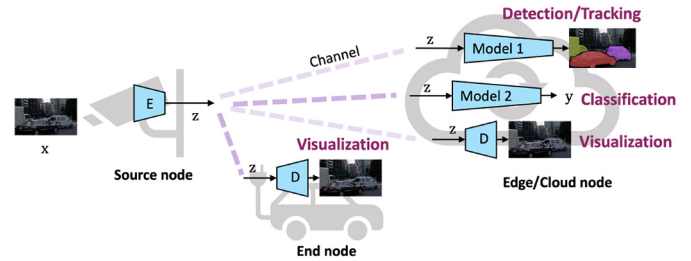 Detection/Tracking
Channel
z
Model 1
E
z
z
Model 2
y
Classification
x
Visualization
z
D
Visualization
Source node
z
D
Edge/Cloud node
End node